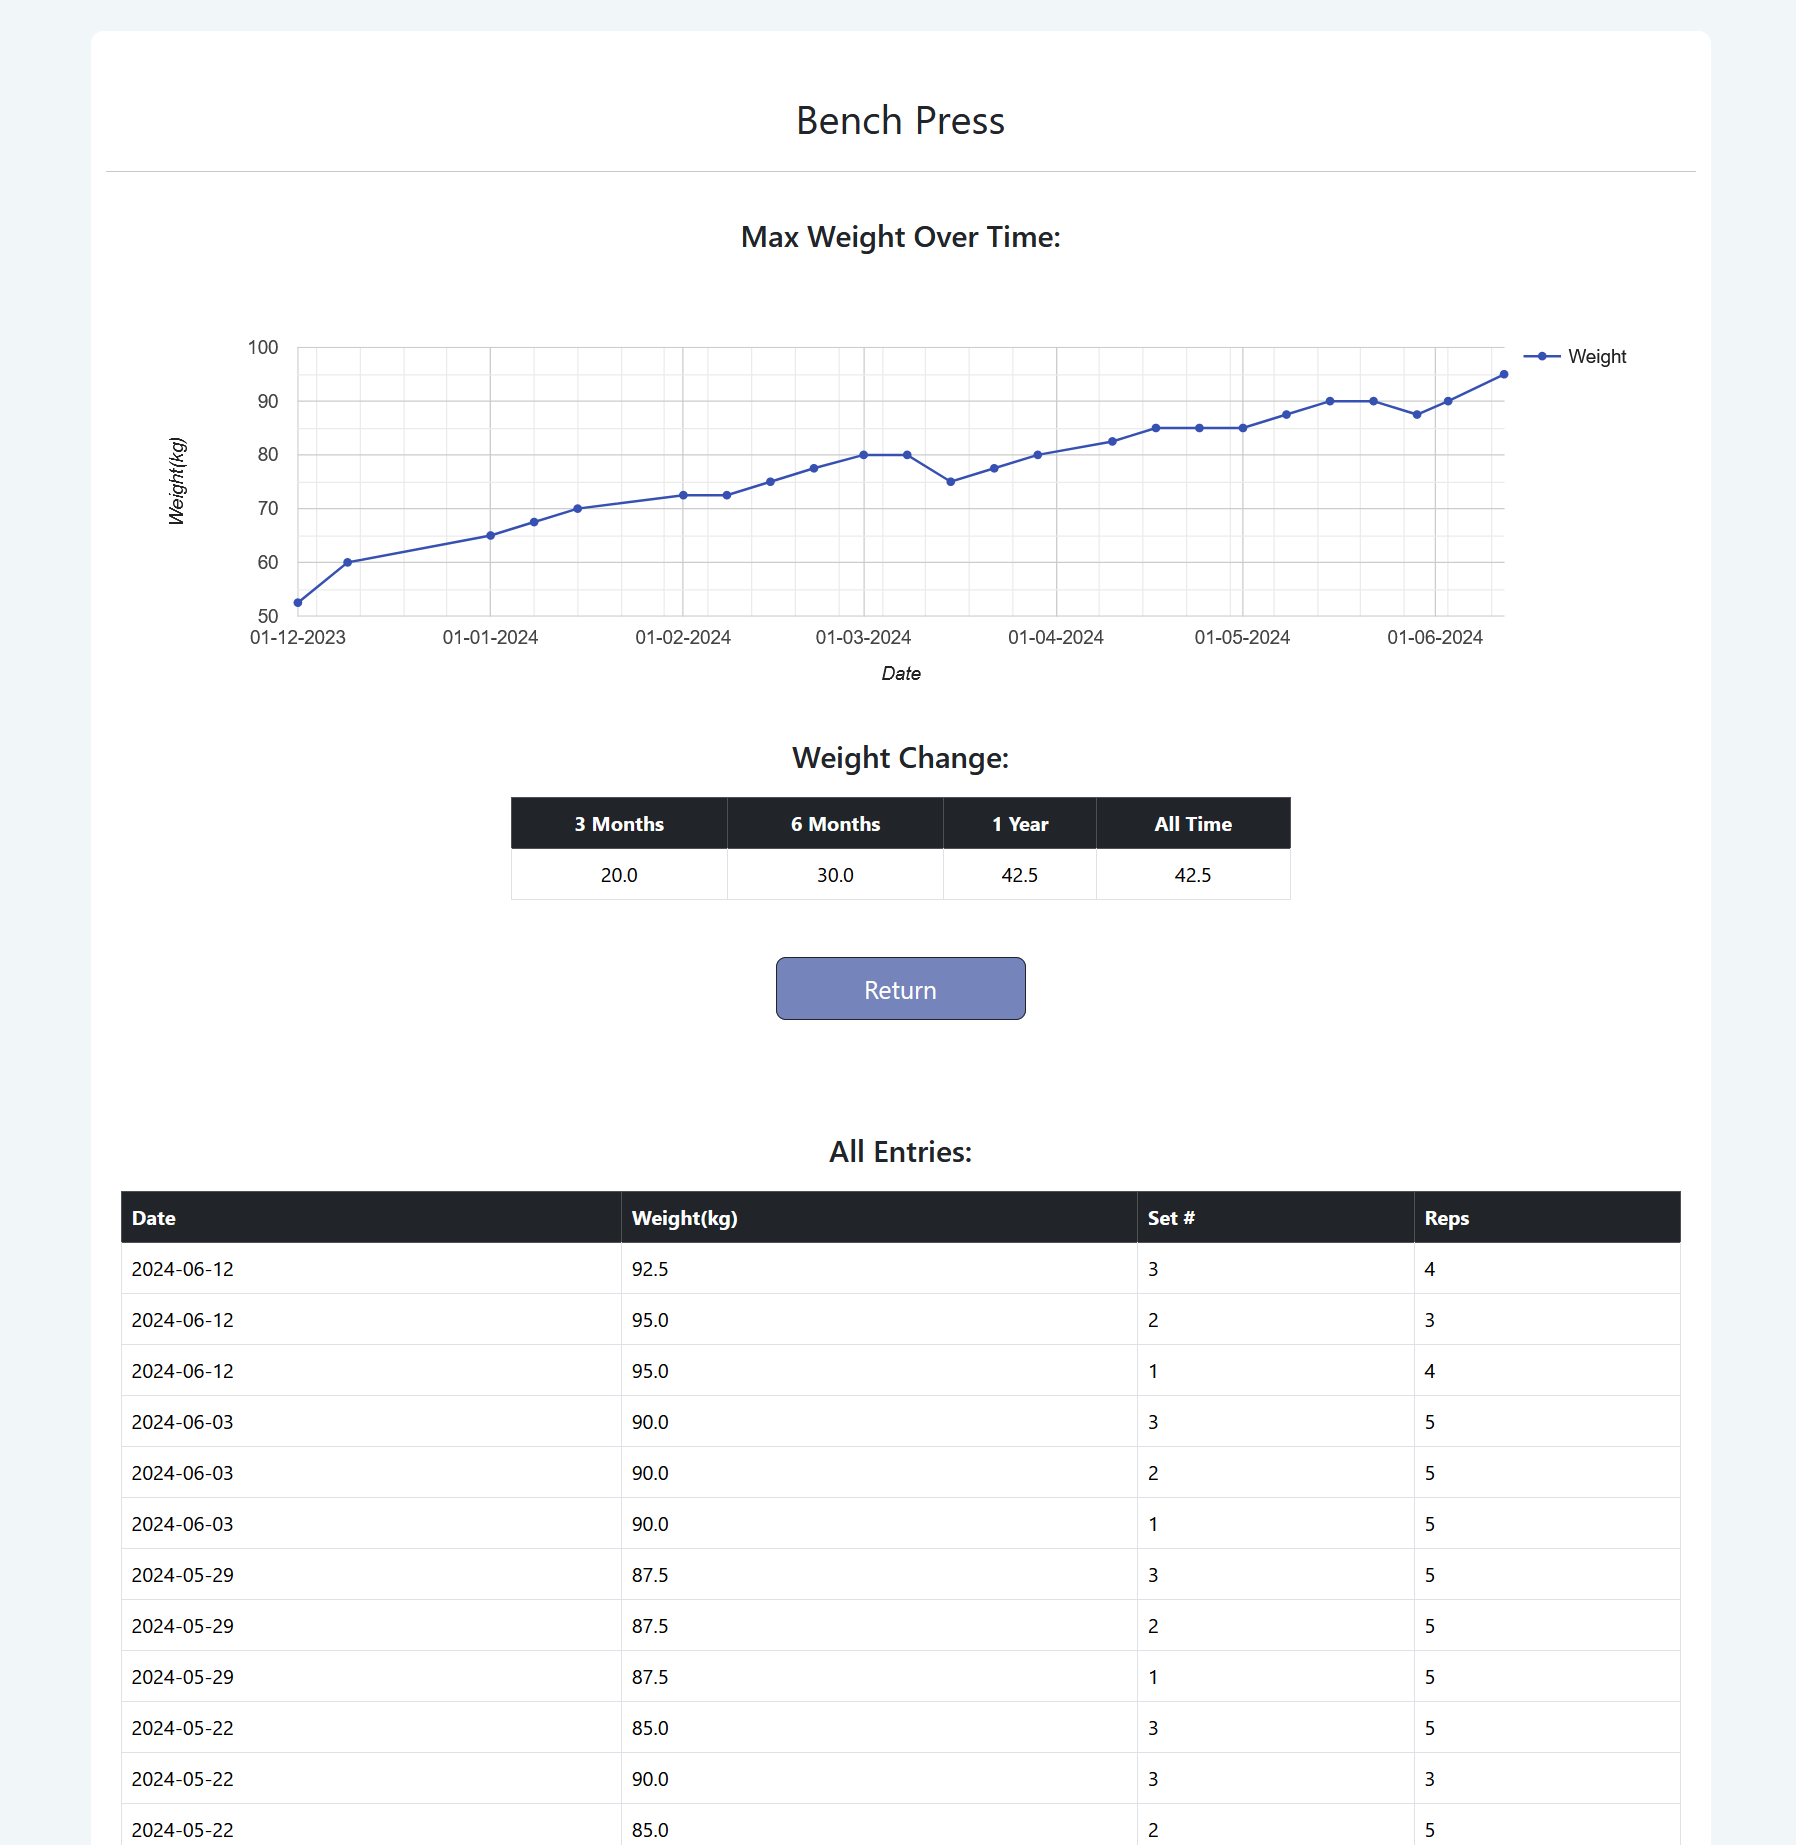 Bench Press
Max Weight Over Time:
100
90
80
70
60
50
Weight(kg)
Weight
01-12-2023 01-01-2024 01-02-2024 01-03-2024 01-04-2024 01-05-2024 01-06-2024
Date
Weight Change:
3 Months 6 Months 1 Year All Time
20.0 30.0 42.5 42.5
Return
All Entries:
Date Weight(kg) Set # Reps
2024-06-12 92.5 3 4
2024-06-12 95.0 2 3
2024-06-12 95.0 1 4
2024-06-03 90.0 3 5
2024-06-03 90.0 2 5
2024-06-03 90.0 1 5
2024-05-29 87.5 3 5
2024-05-29 87.5 2 5
2024-05-29 87.5 1 5
2024-05-22 85.0 3 5
2024-05-22 90.0 3 3
2024-05-22 85.0 2 5